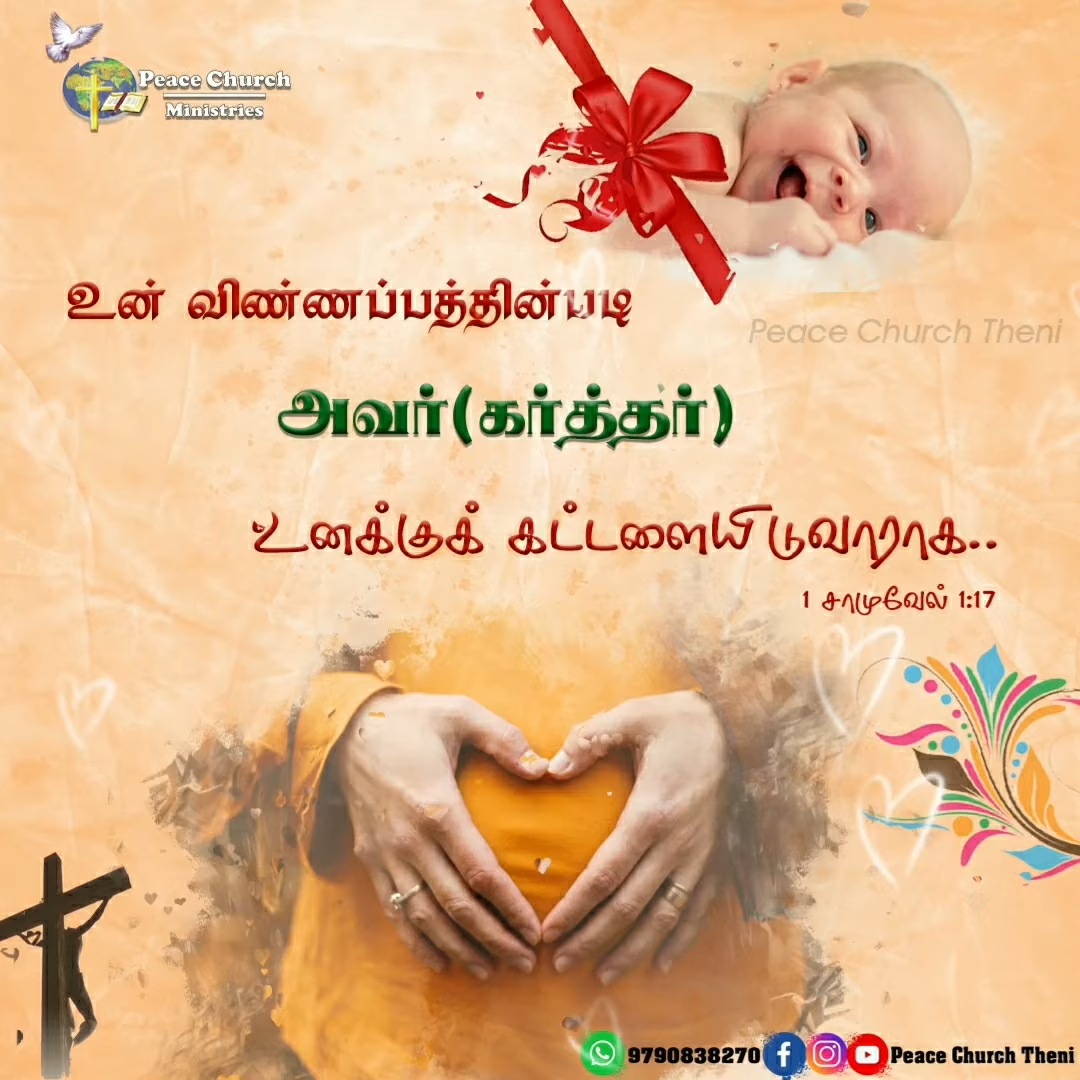 Peace Church
Ministries
உன் விண்ணப்பத்தின்படி
Peace Church Theni
அவர்(கர்த்தர்)
உனக்குக் கட்டளையிடுவாராக..
1 சாமுவேல் 1:17
9790838270 Peace Church Theni